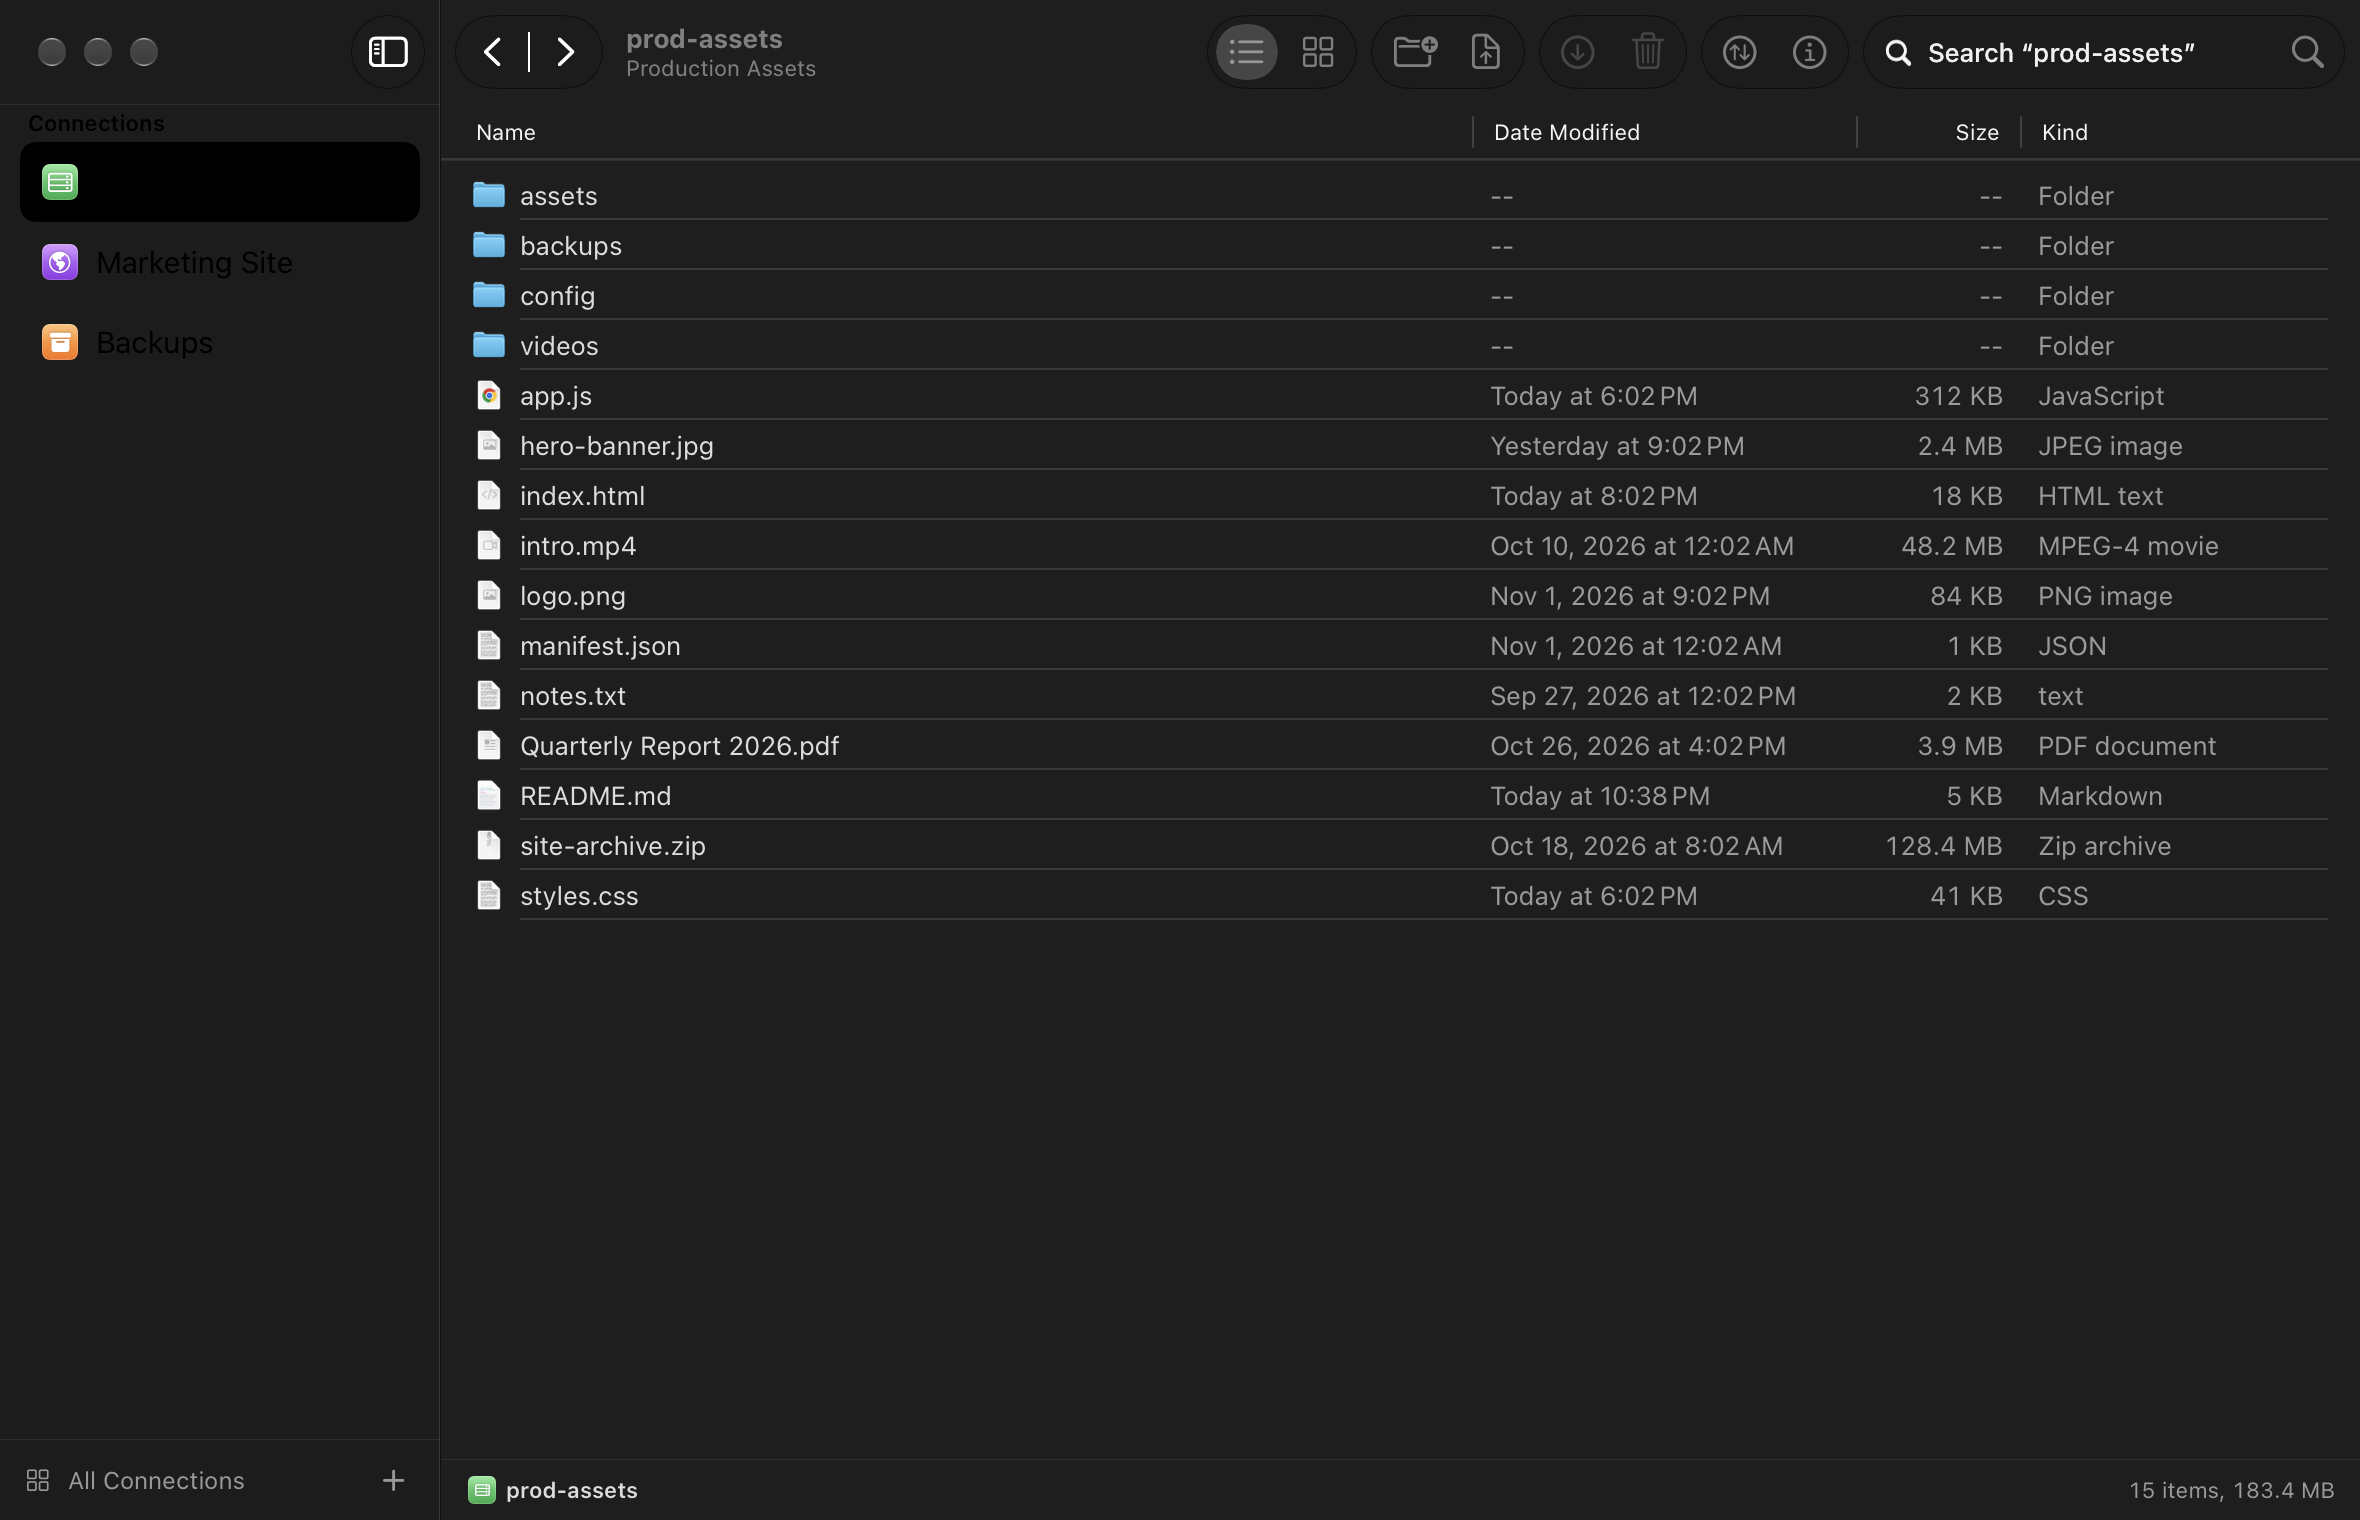 prod-assets
Production Assets
Search “prod-assets”
Connections
Marketing Site
Backups
All Connections
Name Date Modified Size Kind
assets -- -- Folder
backups -- -- Folder
config -- -- Folder
videos -- -- Folder
app.js Today at 6:02 PM 312 KB JavaScript
hero-banner.jpg Yesterday at 9:02 PM 2.4 MB JPEG image
index.html Today at 8:02 PM 18 KB HTML text
intro.mp4 Oct 10, 2026 at 12:02 AM 48.2 MB MPEG-4 movie
logo.png Nov 1, 2026 at 9:02 PM 84 KB PNG image
manifest.json Nov 1, 2026 at 12:02 AM 1 KB JSON
notes.txt Sep 27, 2026 at 12:02 PM 2 KB text
Quarterly Report 2026.pdf Oct 26, 2026 at 4:02 PM 3.9 MB PDF document
README.md Today at 10:38 PM 5 KB Markdown
site-archive.zip Oct 18, 2026 at 8:02 AM 128.4 MB Zip archive
styles.css Today at 6:02 PM 41 KB CSS
prod-assets 15 items, 183.4 MB